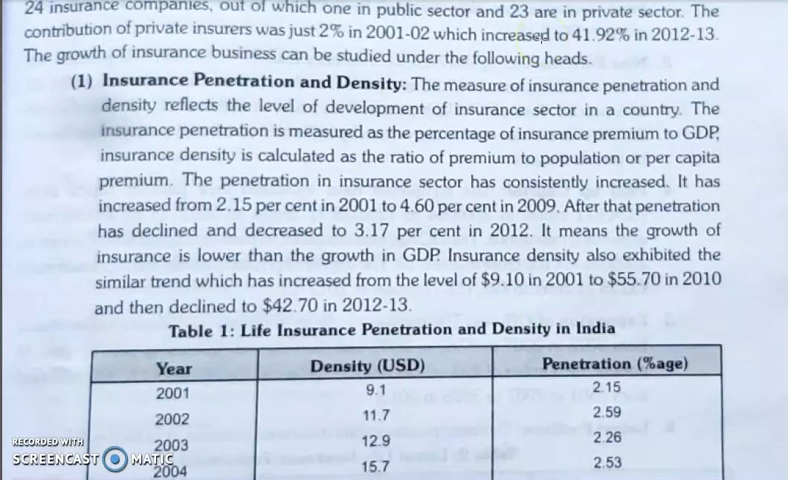 24 insurance companies, out of which one in public sector and 23 are in private sector. The
contribution of private insurers was just 2% in 2001-02 which increased to 41.92% in 2012-13.
The growth of insurance business can be studied under the following heads.
(1) Insurance Penetration and Density: The measure of insurance penetration and
density reflects the level of development of insurance sector in a country. The
insurance penetration is measured as the percentage of insurance premium to GDP,
insurance density is calculated as the ratio of premium to population or per capita
premium. The penetration in insurance sector has consistently increased. It has
increased from 2.15 per cent in 2001 to 4.60 per cent in 2009. After that penetration
has declined and decreased to 3.17 per cent in 2012. It means the growth of
insurance is lower than the growth in GDP. Insurance density also exhibited the
similar trend which has increased from the level of $9.10 in 2001 to $55.70 in 2010
and then declined to $42.70 in 2012-13.
Table 1: Life Insurance Penetration and Density in India
Year Density (USD) Penetration (%age)
2001 9.1 2.15
2002 11.7 2.59
2003 12.9 2.26
2004 15.7 2.53
RECORDED WITH
SCREENCAST MATIC